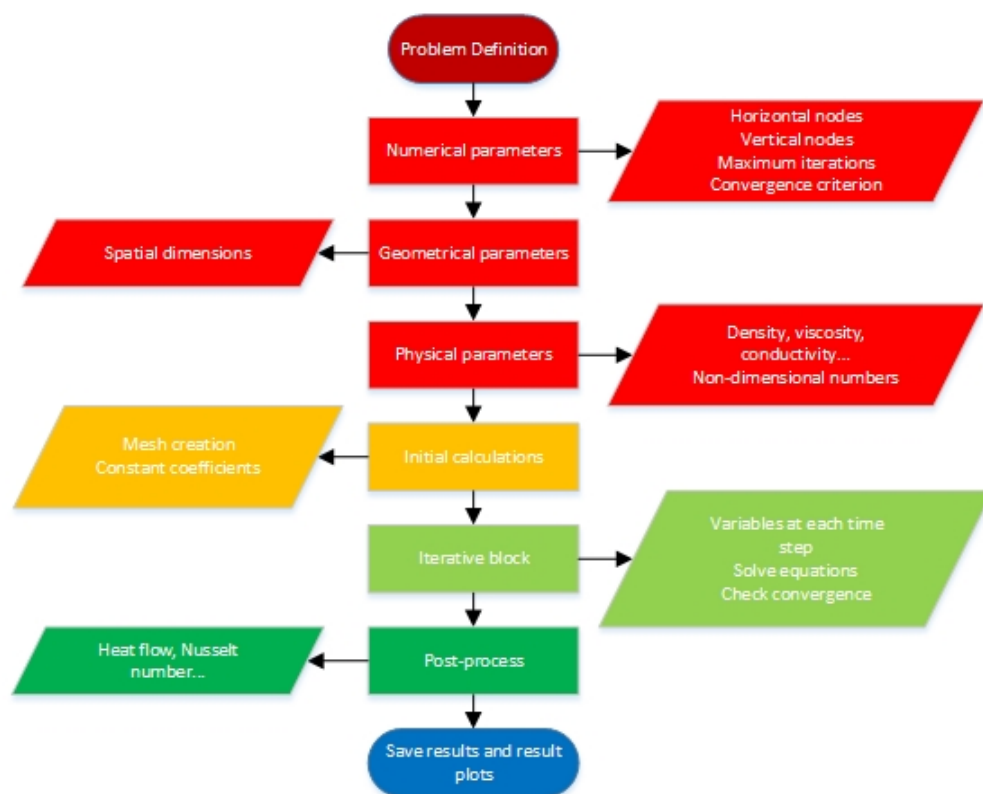 Problem Definition
Numerical parameters
Horizontal nodes
Vertical nodes
Maximum iterations
Convergence criterion
Spatial dimensions
Geometrical parameters
Physical parameters
Density, viscosity,
conductivity...
Non-dimensional numbers
Mesh creation
Constant coefficients
Initial calculations
Iterative block
Variables at each time
step
Solve equations
Check convergence
Heat flow, Nusselt
number...
Post-process
Save results and result
plots